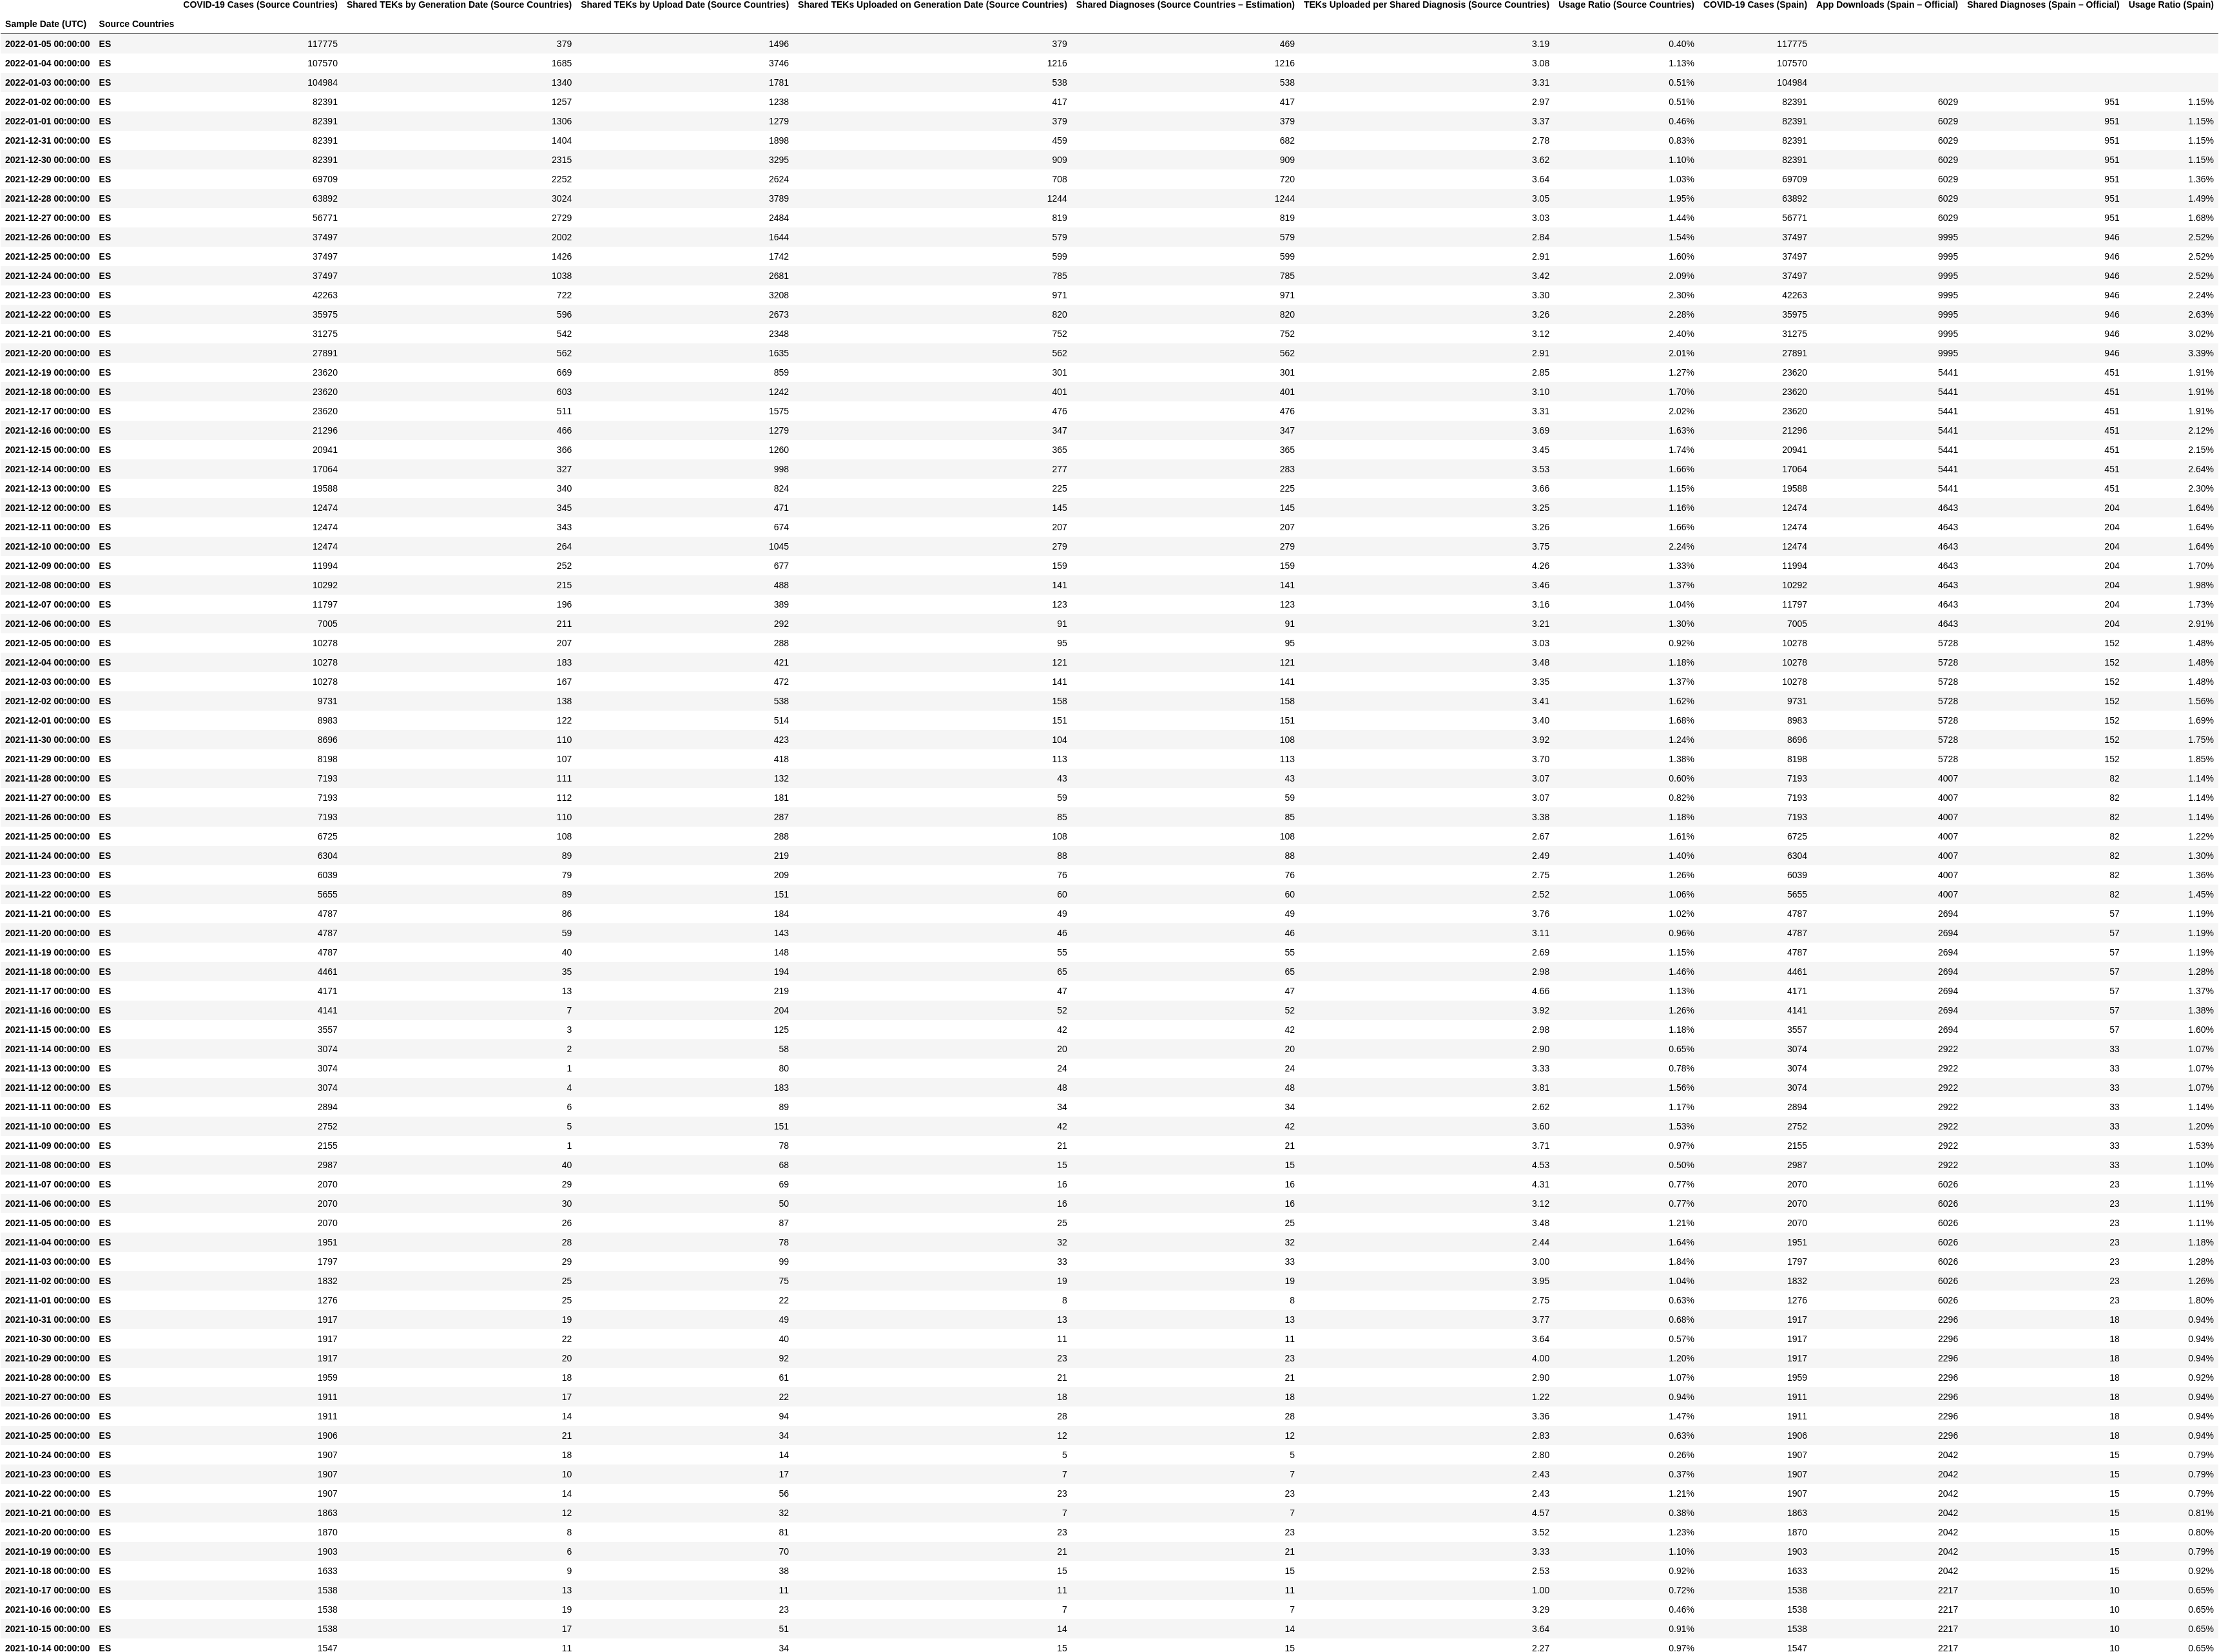 COVID-19 Cases (Source Countries) Shared TEKs by Generation Date (Source Countries) Shared TEKs by Upload Date (Source Countries) Shared TEKs Uploaded on Generation Date (Source Countries) Shared Diagnoses (Source Countries – Estimation) TEKs Uploaded per Shared Diagnosis (Source Countries) Usage Ratio (Source Countries) COVID-19 Cases (Spain) App Downloads (Spain – Official) Shared Diagnoses (Spain – Official) Usage Ratio (Spain)
Sample Date (UTC) Source Countries
2022-01-05 00:00:00 ES 117775 379 1496 379 469 3.19 0.40% 117775
2022-01-04 00:00:00 ES 107570 1685 3746 1216 1216 3.08 1.13% 107570
2022-01-03 00:00:00 ES 104984 1340 1781 538 538 3.31 0.51% 104984
2022-01-02 00:00:00 ES 82391 1257 1238 417 417 2.97 0.51% 82391 6029 951 1.15%
2022-01-01 00:00:00 ES 82391 1306 1279 379 379 3.37 0.46% 82391 6029 951 1.15%
2021-12-31 00:00:00 ES 82391 1404 1898 459 682 2.78 0.83% 82391 6029 951 1.15%
2021-12-30 00:00:00 ES 82391 2315 3295 909 909 3.62 1.10% 82391 6029 951 1.15%
2021-12-29 00:00:00 ES 69709 2252 2624 708 720 3.64 1.03% 69709 6029 951 1.36%
2021-12-28 00:00:00 ES 63892 3024 3789 1244 1244 3.05 1.95% 63892 6029 951 1.49%
2021-12-27 00:00:00 ES 56771 2729 2484 819 819 3.03 1.44% 56771 6029 951 1.68%
2021-12-26 00:00:00 ES 37497 2002 1644 579 579 2.84 1.54% 37497 9995 946 2.52%
2021-12-25 00:00:00 ES 37497 1426 1742 599 599 2.91 1.60% 37497 9995 946 2.52%
2021-12-24 00:00:00 ES 37497 1038 2681 785 785 3.42 2.09% 37497 9995 946 2.52%
2021-12-23 00:00:00 ES 42263 722 3208 971 971 3.30 2.30% 42263 9995 946 2.24%
2021-12-22 00:00:00 ES 35975 596 2673 820 820 3.26 2.28% 35975 9995 946 2.63%
2021-12-21 00:00:00 ES 31275 542 2348 752 752 3.12 2.40% 31275 9995 946 3.02%
2021-12-20 00:00:00 ES 27891 562 1635 562 562 2.91 2.01% 27891 9995 946 3.39%
2021-12-19 00:00:00 ES 23620 669 859 301 301 2.85 1.27% 23620 5441 451 1.91%
2021-12-18 00:00:00 ES 23620 603 1242 401 401 3.10 1.70% 23620 5441 451 1.91%
2021-12-17 00:00:00 ES 23620 511 1575 476 476 3.31 2.02% 23620 5441 451 1.91%
2021-12-16 00:00:00 ES 21296 466 1279 347 347 3.69 1.63% 21296 5441 451 2.12%
2021-12-15 00:00:00 ES 20941 366 1260 365 365 3.45 1.74% 20941 5441 451 2.15%
2021-12-14 00:00:00 ES 17064 327 998 277 283 3.53 1.66% 17064 5441 451 2.64%
2021-12-13 00:00:00 ES 19588 340 824 225 225 3.66 1.15% 19588 5441 451 2.30%
2021-12-12 00:00:00 ES 12474 345 471 145 145 3.25 1.16% 12474 4643 204 1.64%
2021-12-11 00:00:00 ES 12474 343 674 207 207 3.26 1.66% 12474 4643 204 1.64%
2021-12-10 00:00:00 ES 12474 264 1045 279 279 3.75 2.24% 12474 4643 204 1.64%
2021-12-09 00:00:00 ES 11994 252 677 159 159 4.26 1.33% 11994 4643 204 1.70%
2021-12-08 00:00:00 ES 10292 215 488 141 141 3.46 1.37% 10292 4643 204 1.98%
2021-12-07 00:00:00 ES 11797 196 389 123 123 3.16 1.04% 11797 4643 204 1.73%
2021-12-06 00:00:00 ES 7005 211 292 91 91 3.21 1.30% 7005 4643 204 2.91%
2021-12-05 00:00:00 ES 10278 207 288 95 95 3.03 0.92% 10278 5728 152 1.48%
2021-12-04 00:00:00 ES 10278 183 421 121 121 3.48 1.18% 10278 5728 152 1.48%
2021-12-03 00:00:00 ES 10278 167 472 141 141 3.35 1.37% 10278 5728 152 1.48%
2021-12-02 00:00:00 ES 9731 138 538 158 158 3.41 1.62% 9731 5728 152 1.56%
2021-12-01 00:00:00 ES 8983 122 514 151 151 3.40 1.68% 8983 5728 152 1.69%
2021-11-30 00:00:00 ES 8696 110 423 104 108 3.92 1.24% 8696 5728 152 1.75%
2021-11-29 00:00:00 ES 8198 107 418 113 113 3.70 1.38% 8198 5728 152 1.85%
2021-11-28 00:00:00 ES 7193 111 132 43 43 3.07 0.60% 7193 4007 82 1.14%
2021-11-27 00:00:00 ES 7193 112 181 59 59 3.07 0.82% 7193 4007 82 1.14%
2021-11-26 00:00:00 ES 7193 110 287 85 85 3.38 1.18% 7193 4007 82 1.14%
2021-11-25 00:00:00 ES 6725 108 288 108 108 2.67 1.61% 6725 4007 82 1.22%
2021-11-24 00:00:00 ES 6304 89 219 88 88 2.49 1.40% 6304 4007 82 1.30%
2021-11-23 00:00:00 ES 6039 79 209 76 76 2.75 1.26% 6039 4007 82 1.36%
2021-11-22 00:00:00 ES 5655 89 151 60 60 2.52 1.06% 5655 4007 82 1.45%
2021-11-21 00:00:00 ES 4787 86 184 49 49 3.76 1.02% 4787 2694 57 1.19%
2021-11-20 00:00:00 ES 4787 59 143 46 46 3.11 0.96% 4787 2694 57 1.19%
2021-11-19 00:00:00 ES 4787 40 148 55 55 2.69 1.15% 4787 2694 57 1.19%
2021-11-18 00:00:00 ES 4461 35 194 65 65 2.98 1.46% 4461 2694 57 1.28%
2021-11-17 00:00:00 ES 4171 13 219 47 47 4.66 1.13% 4171 2694 57 1.37%
2021-11-16 00:00:00 ES 4141 7 204 52 52 3.92 1.26% 4141 2694 57 1.38%
2021-11-15 00:00:00 ES 3557 3 125 42 42 2.98 1.18% 3557 2694 57 1.60%
2021-11-14 00:00:00 ES 3074 2 58 20 20 2.90 0.65% 3074 2922 33 1.07%
2021-11-13 00:00:00 ES 3074 1 80 24 24 3.33 0.78% 3074 2922 33 1.07%
2021-11-12 00:00:00 ES 3074 4 183 48 48 3.81 1.56% 3074 2922 33 1.07%
2021-11-11 00:00:00 ES 2894 6 89 34 34 2.62 1.17% 2894 2922 33 1.14%
2021-11-10 00:00:00 ES 2752 5 151 42 42 3.60 1.53% 2752 2922 33 1.20%
2021-11-09 00:00:00 ES 2155 1 78 21 21 3.71 0.97% 2155 2922 33 1.53%
2021-11-08 00:00:00 ES 2987 40 68 15 15 4.53 0.50% 2987 2922 33 1.10%
2021-11-07 00:00:00 ES 2070 29 69 16 16 4.31 0.77% 2070 6026 23 1.11%
2021-11-06 00:00:00 ES 2070 30 50 16 16 3.12 0.77% 2070 6026 23 1.11%
2021-11-05 00:00:00 ES 2070 26 87 25 25 3.48 1.21% 2070 6026 23 1.11%
2021-11-04 00:00:00 ES 1951 28 78 32 32 2.44 1.64% 1951 6026 23 1.18%
2021-11-03 00:00:00 ES 1797 29 99 33 33 3.00 1.84% 1797 6026 23 1.28%
2021-11-02 00:00:00 ES 1832 25 75 19 19 3.95 1.04% 1832 6026 23 1.26%
2021-11-01 00:00:00 ES 1276 25 22 8 8 2.75 0.63% 1276 6026 23 1.80%
2021-10-31 00:00:00 ES 1917 19 49 13 13 3.77 0.68% 1917 2296 18 0.94%
2021-10-30 00:00:00 ES 1917 22 40 11 11 3.64 0.57% 1917 2296 18 0.94%
2021-10-29 00:00:00 ES 1917 20 92 23 23 4.00 1.20% 1917 2296 18 0.94%
2021-10-28 00:00:00 ES 1959 18 61 21 21 2.90 1.07% 1959 2296 18 0.92%
2021-10-27 00:00:00 ES 1911 17 22 18 18 1.22 0.94% 1911 2296 18 0.94%
2021-10-26 00:00:00 ES 1911 14 94 28 28 3.36 1.47% 1911 2296 18 0.94%
2021-10-25 00:00:00 ES 1906 21 34 12 12 2.83 0.63% 1906 2296 18 0.94%
2021-10-24 00:00:00 ES 1907 18 14 5 5 2.80 0.26% 1907 2042 15 0.79%
2021-10-23 00:00:00 ES 1907 10 17 7 7 2.43 0.37% 1907 2042 15 0.79%
2021-10-22 00:00:00 ES 1907 14 56 23 23 2.43 1.21% 1907 2042 15 0.79%
2021-10-21 00:00:00 ES 1863 12 32 7 7 4.57 0.38% 1863 2042 15 0.81%
2021-10-20 00:00:00 ES 1870 8 81 23 23 3.52 1.23% 1870 2042 15 0.80%
2021-10-19 00:00:00 ES 1903 6 70 21 21 3.33 1.10% 1903 2042 15 0.79%
2021-10-18 00:00:00 ES 1633 9 38 15 15 2.53 0.92% 1633 2042 15 0.92%
2021-10-17 00:00:00 ES 1538 13 11 11 11 1.00 0.72% 1538 2217 10 0.65%
2021-10-16 00:00:00 ES 1538 19 23 7 7 3.29 0.46% 1538 2217 10 0.65%
2021-10-15 00:00:00 ES 1538 17 51 14 14 3.64 0.91% 1538 2217 10 0.65%
2021-10-14 00:00:00 ES 1547 11 34 15 15 2.27 0.97% 1547 2217 10 0.65%